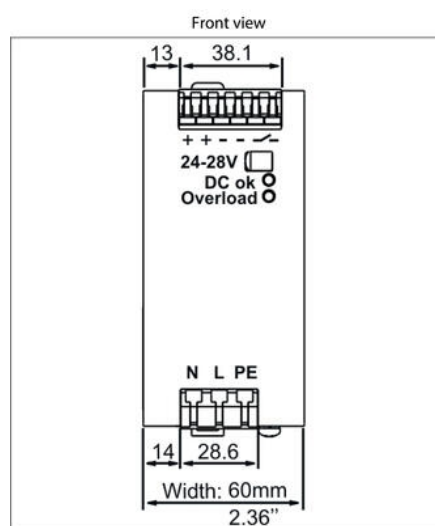 Front view
13 38.1
+ + - -
24-28V
DC ok
Overload
N L PE
14 28.6
Width: 60mm
2.36”